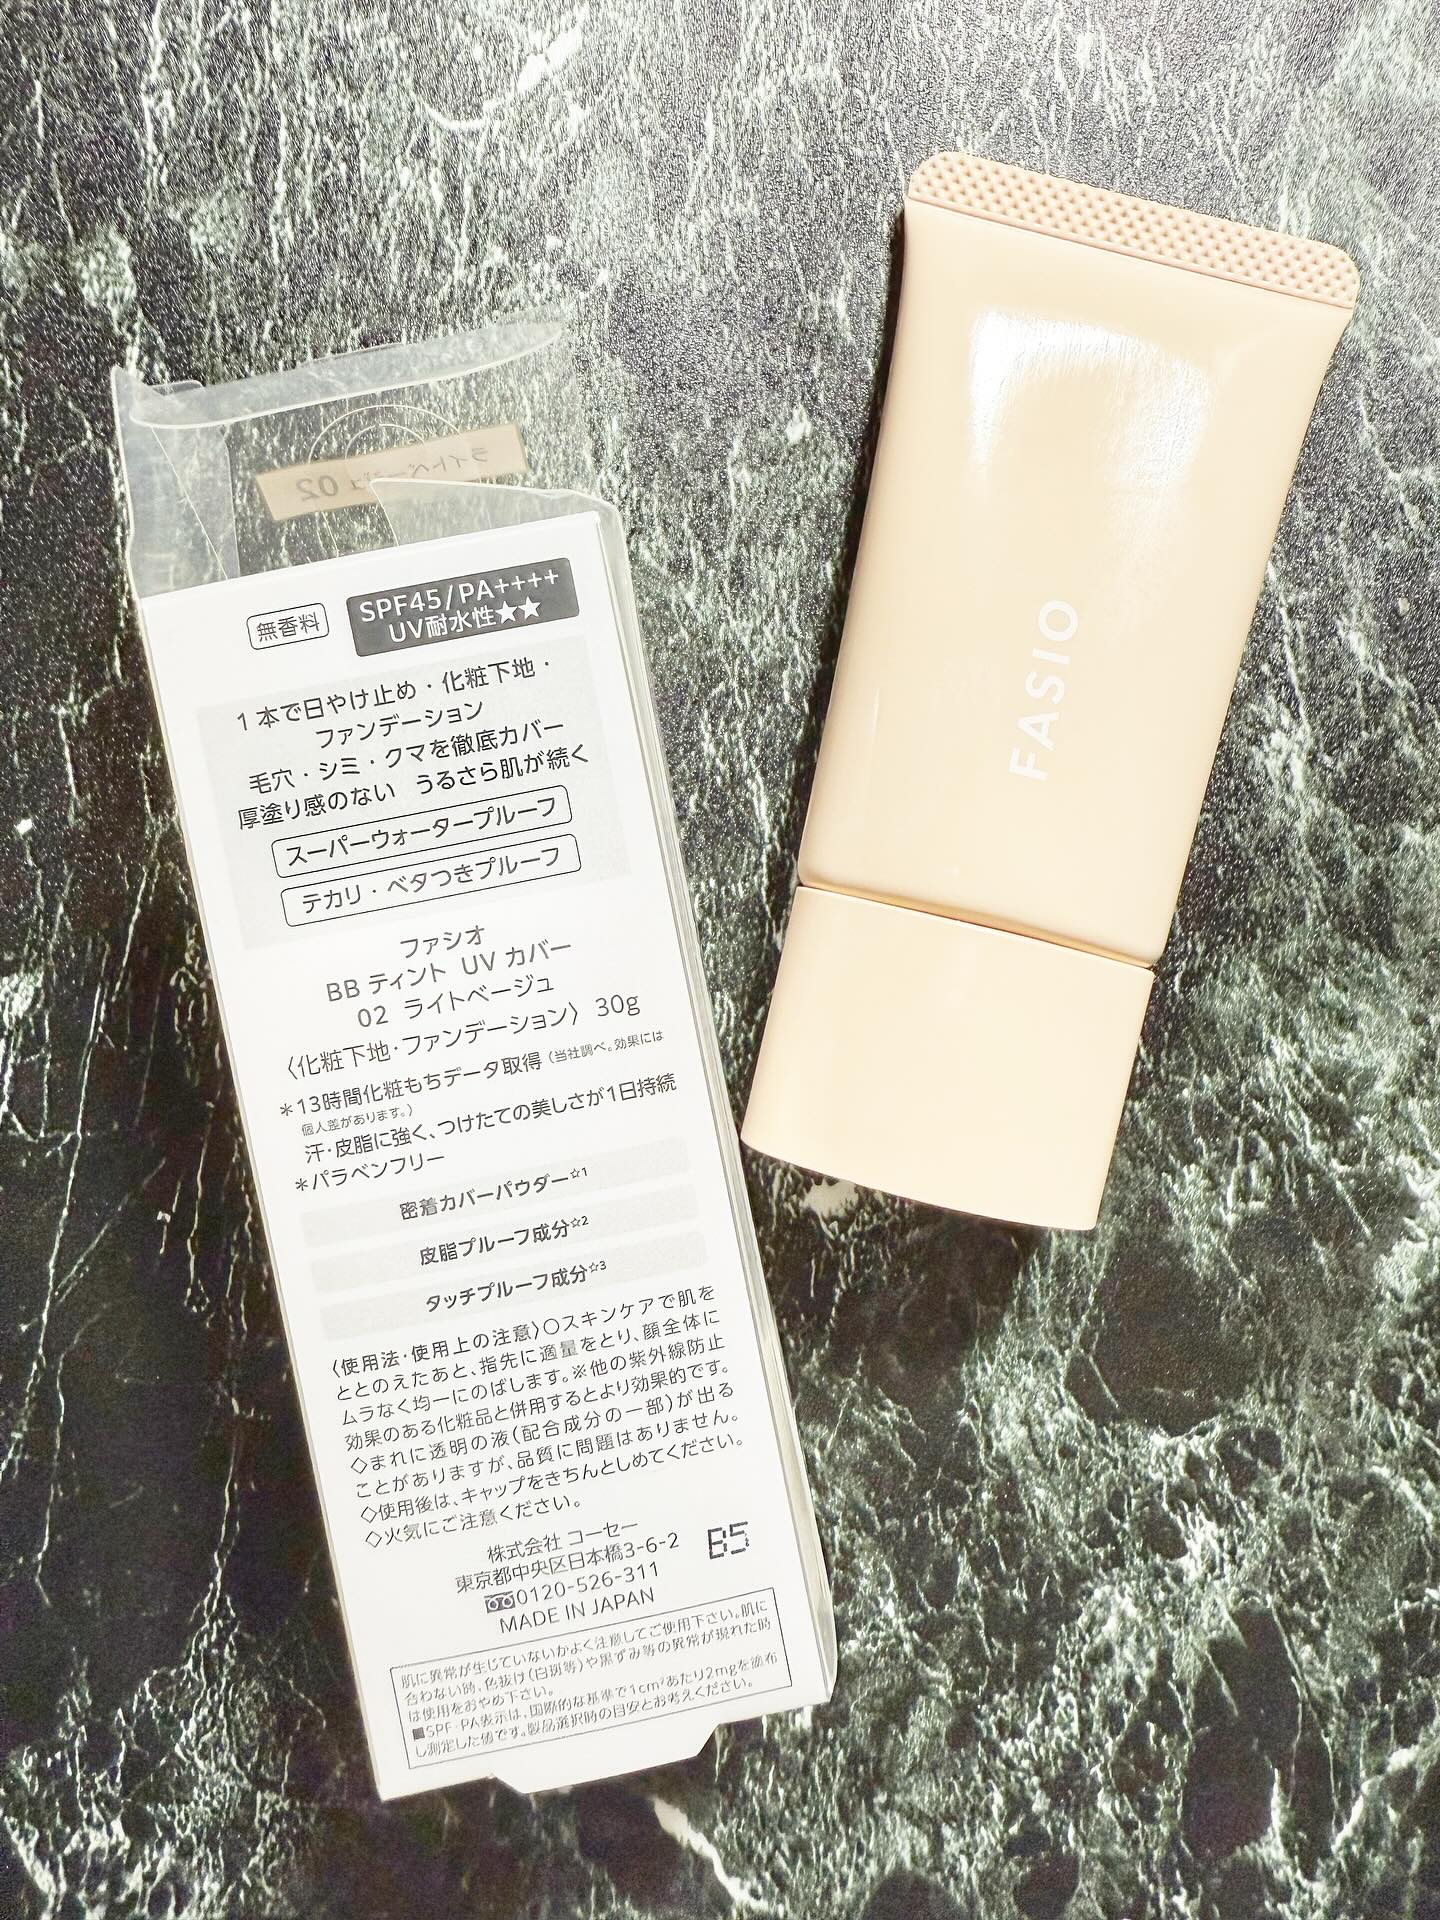 ライトベージュ 02
無香料
SPF45/PA++++
UV耐水性★★
1本で日やけ止め・化粧下地・
ファンデーション
毛穴・シミ・クマを徹底カバー
厚塗り感のない うるさら肌が続く
スーパーウォータープルーフ
テカリ・ベタつきプルーフ
ファシオ
BB ティント UV カバー
02 ライトベージュ
〈化粧下地・ファンデーション〉 30g
＊13時間化粧もちデータ取得（当社調べ。効果には
個人差があります。）
汗・皮脂に強く、つけたての美しさが1日持続
＊パラベンフリー
密着カバーパウダー☆1
皮脂プルーフ成分☆2
タッチプルーフ成分☆3
〈使用法・使用上の注意〉○スキンケアで肌を
ととのえたあと、指先に適量をとり、顔全体に
ムラなく均一にのばします。※他の紫外線防止
効果のある化粧品と併用するとより効果的です。
◇まれに透明の液（配合成分の一部）が出る
ことがありますが、品質に問題はありません。
◇使用後は、キャップをきちんとしめてください。
◇火気にご注意ください。
株式会社 コーセー
東京都中央区日本橋3-6-2
0120-526-311
MADE IN JAPAN
B5
肌に異常が生じていないかよく注意してご使用下さい。肌に
合わない時、色抜け（白斑等）や黒ずみ等の異常が現れた時
は使用をおやめ下さい。
■SPF・PA表示は、国際的な基準で1cm²あたり2mgを塗布
し測定した値です。製品選択時の目安とお考えください。
FASIO